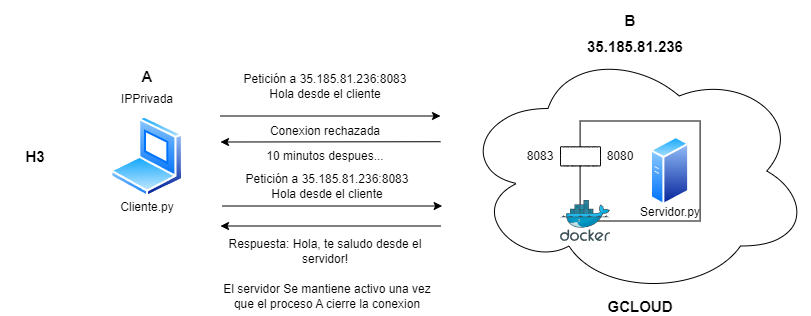 B
35.185.81.236
A
IPPrivada
Petición a 35.185.81.236:8083
Hola desde el cliente
Conexion rechazada
10 minutos despues...
Petición a 35.185.81.236:8083
Hola desde el cliente
Respuesta: Hola, te saludo desde el
servidor!
El servidor Se mantiene activo una vez
que el proceso A cierre la conexion
H3
Cliente.py
8083
8080
Servidor.py
docker
GCLOUD